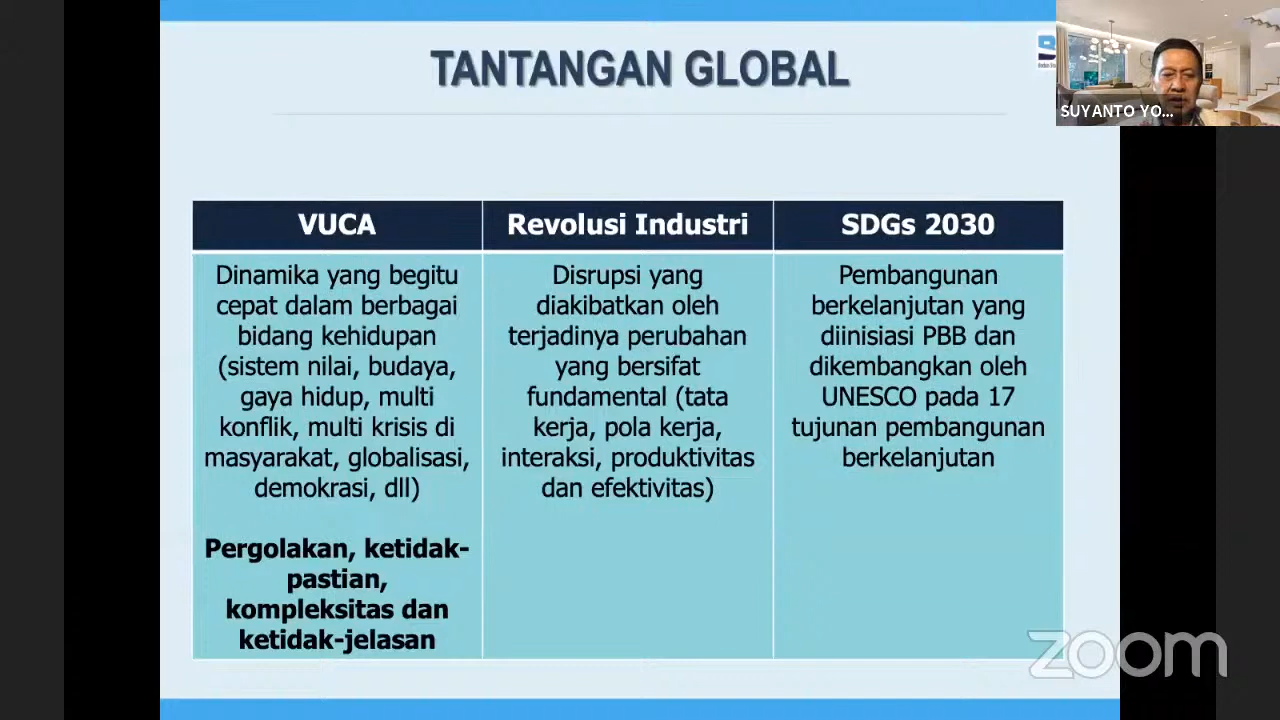 TANTANGAN GLOBAL
SUYANTO YO...
VUCA
Dinamika yang begitu
cepat dalam berbagai
bidang kehidupan
(sistem nilai, budaya,
gaya hidup, multi
konflik, multi krisis di
masyarakat, globalisasi,
demokrasi, dll)
Pergolakan, ketidak-
pastian,
kompleksitas dan
ketidak-jelasan
Revolusi Industri
Disrupsi yang
diakibatkan oleh
terjadinya perubahan
yang bersifat
fundamental (tata
kerja, pola kerja,
interaksi, produktivitas
dan efektivitas)
SDGs 2030
Pembangunan
berkelanjutan yang
diinisiasi PBB dan
dikembangkan oleh
UNESCO pada 17
tujunan pembangunan
berkelanjutan
zoom